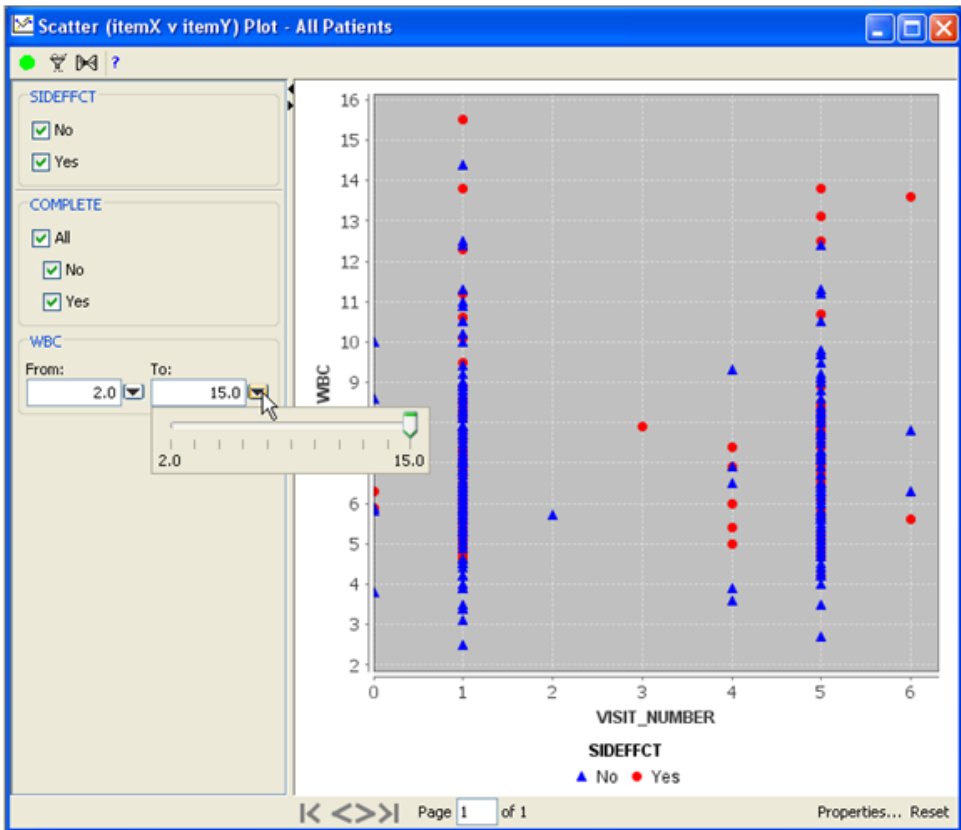 Scatter (itemX v itemY) Plot - All Patients
?
SIDEFFCT
No
Yes
COMPLETE
All
No
Yes
WBC
From: To:
2.0 15.0
2.0 15.0
16
15
14
13
12
11
10
9
6
5
4
3
2
WBC
0 1 2 3 4 5 6
VISIT_NUMBER
SIDEFFCT
No Yes
Page 1 of 1 Properties... Reset